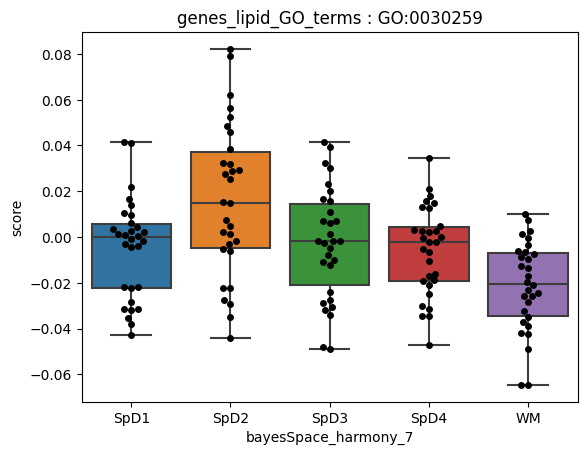 genes_lipid_GO_terms : GO:0030259
0.08
0.06
0.04
0.02
0.00
−0.02
−0.04
−0.06
score
SpD1 SpD2 SpD3 SpD4 WM
bayesSpace_harmony_7